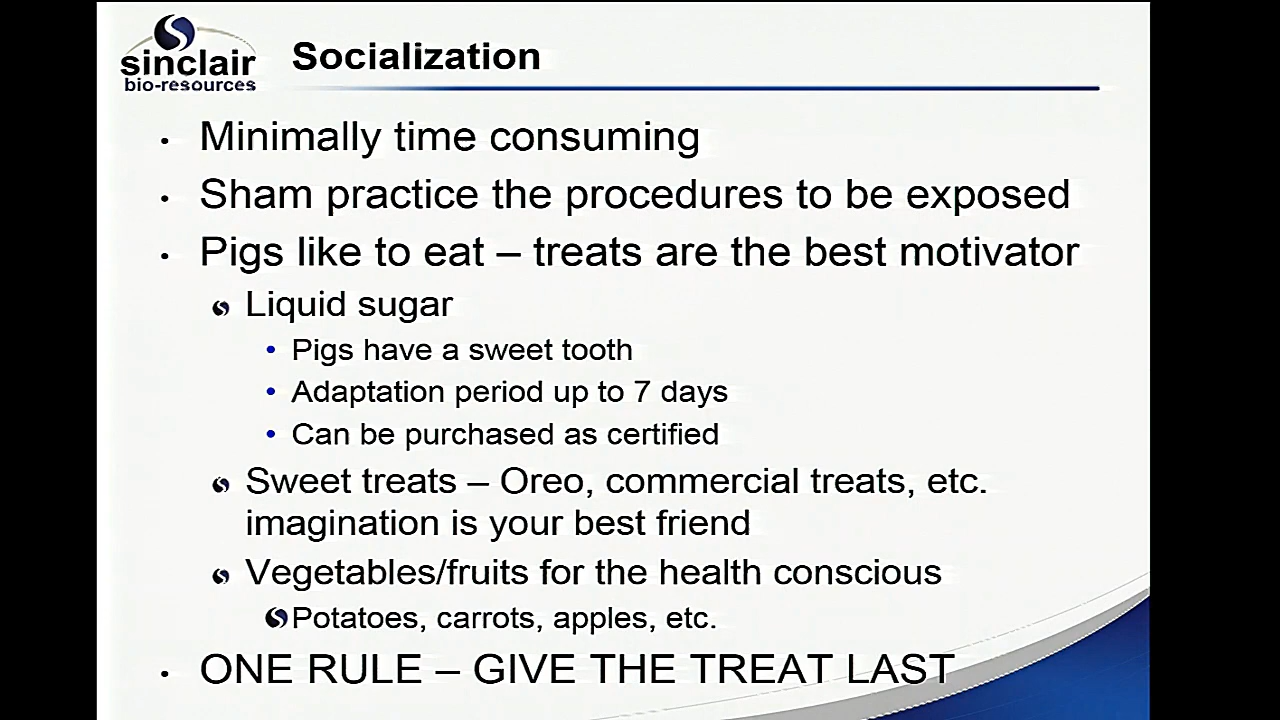 sinclair
bio-resources
Socialization
• Minimally time consuming
• Sham practice the procedures to be exposed
• Pigs like to eat – treats are the best motivator
Liquid sugar
• Pigs have a sweet tooth
• Adaptation period up to 7 days
• Can be purchased as certified
Sweet treats – Oreo, commercial treats, etc.
imagination is your best friend
Vegetables/fruits for the health conscious
Potatoes, carrots, apples, etc.
• ONE RULE – GIVE THE TREAT LAST